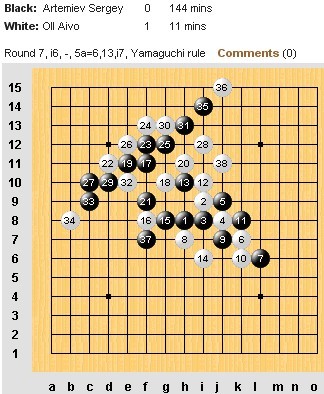 Black: Artemiev Sergey 0 144 mins
White: Oll Aivo 1 11 mins
Round 7, i6, -, 5a=6,13,i7, Yamaguchi rule Comments (0)
15 36
14 35
13 24 30 31
12 26 23 25 28
11 22 19 17 20 38
10 27 29 32 18 13 12
9 33 21 2 5
8 34 16 15 1 3 4 11
7 37 8 9 6
6 14 10 7
5
4
3
2
1
a b c d e f g h i j k l m n o